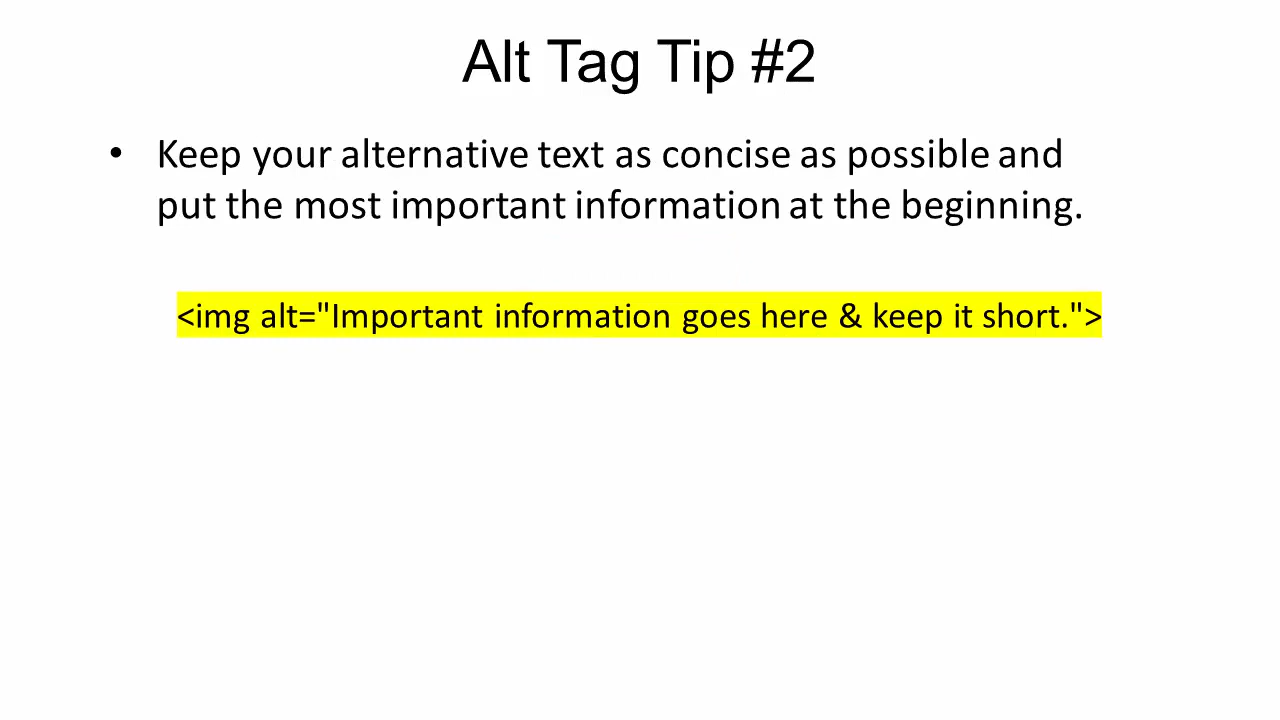 Alt Tag Tip #2
• Keep your alternative text as concise as possible and
put the most important information at the beginning.
<img alt="Important information goes here & keep it short.">